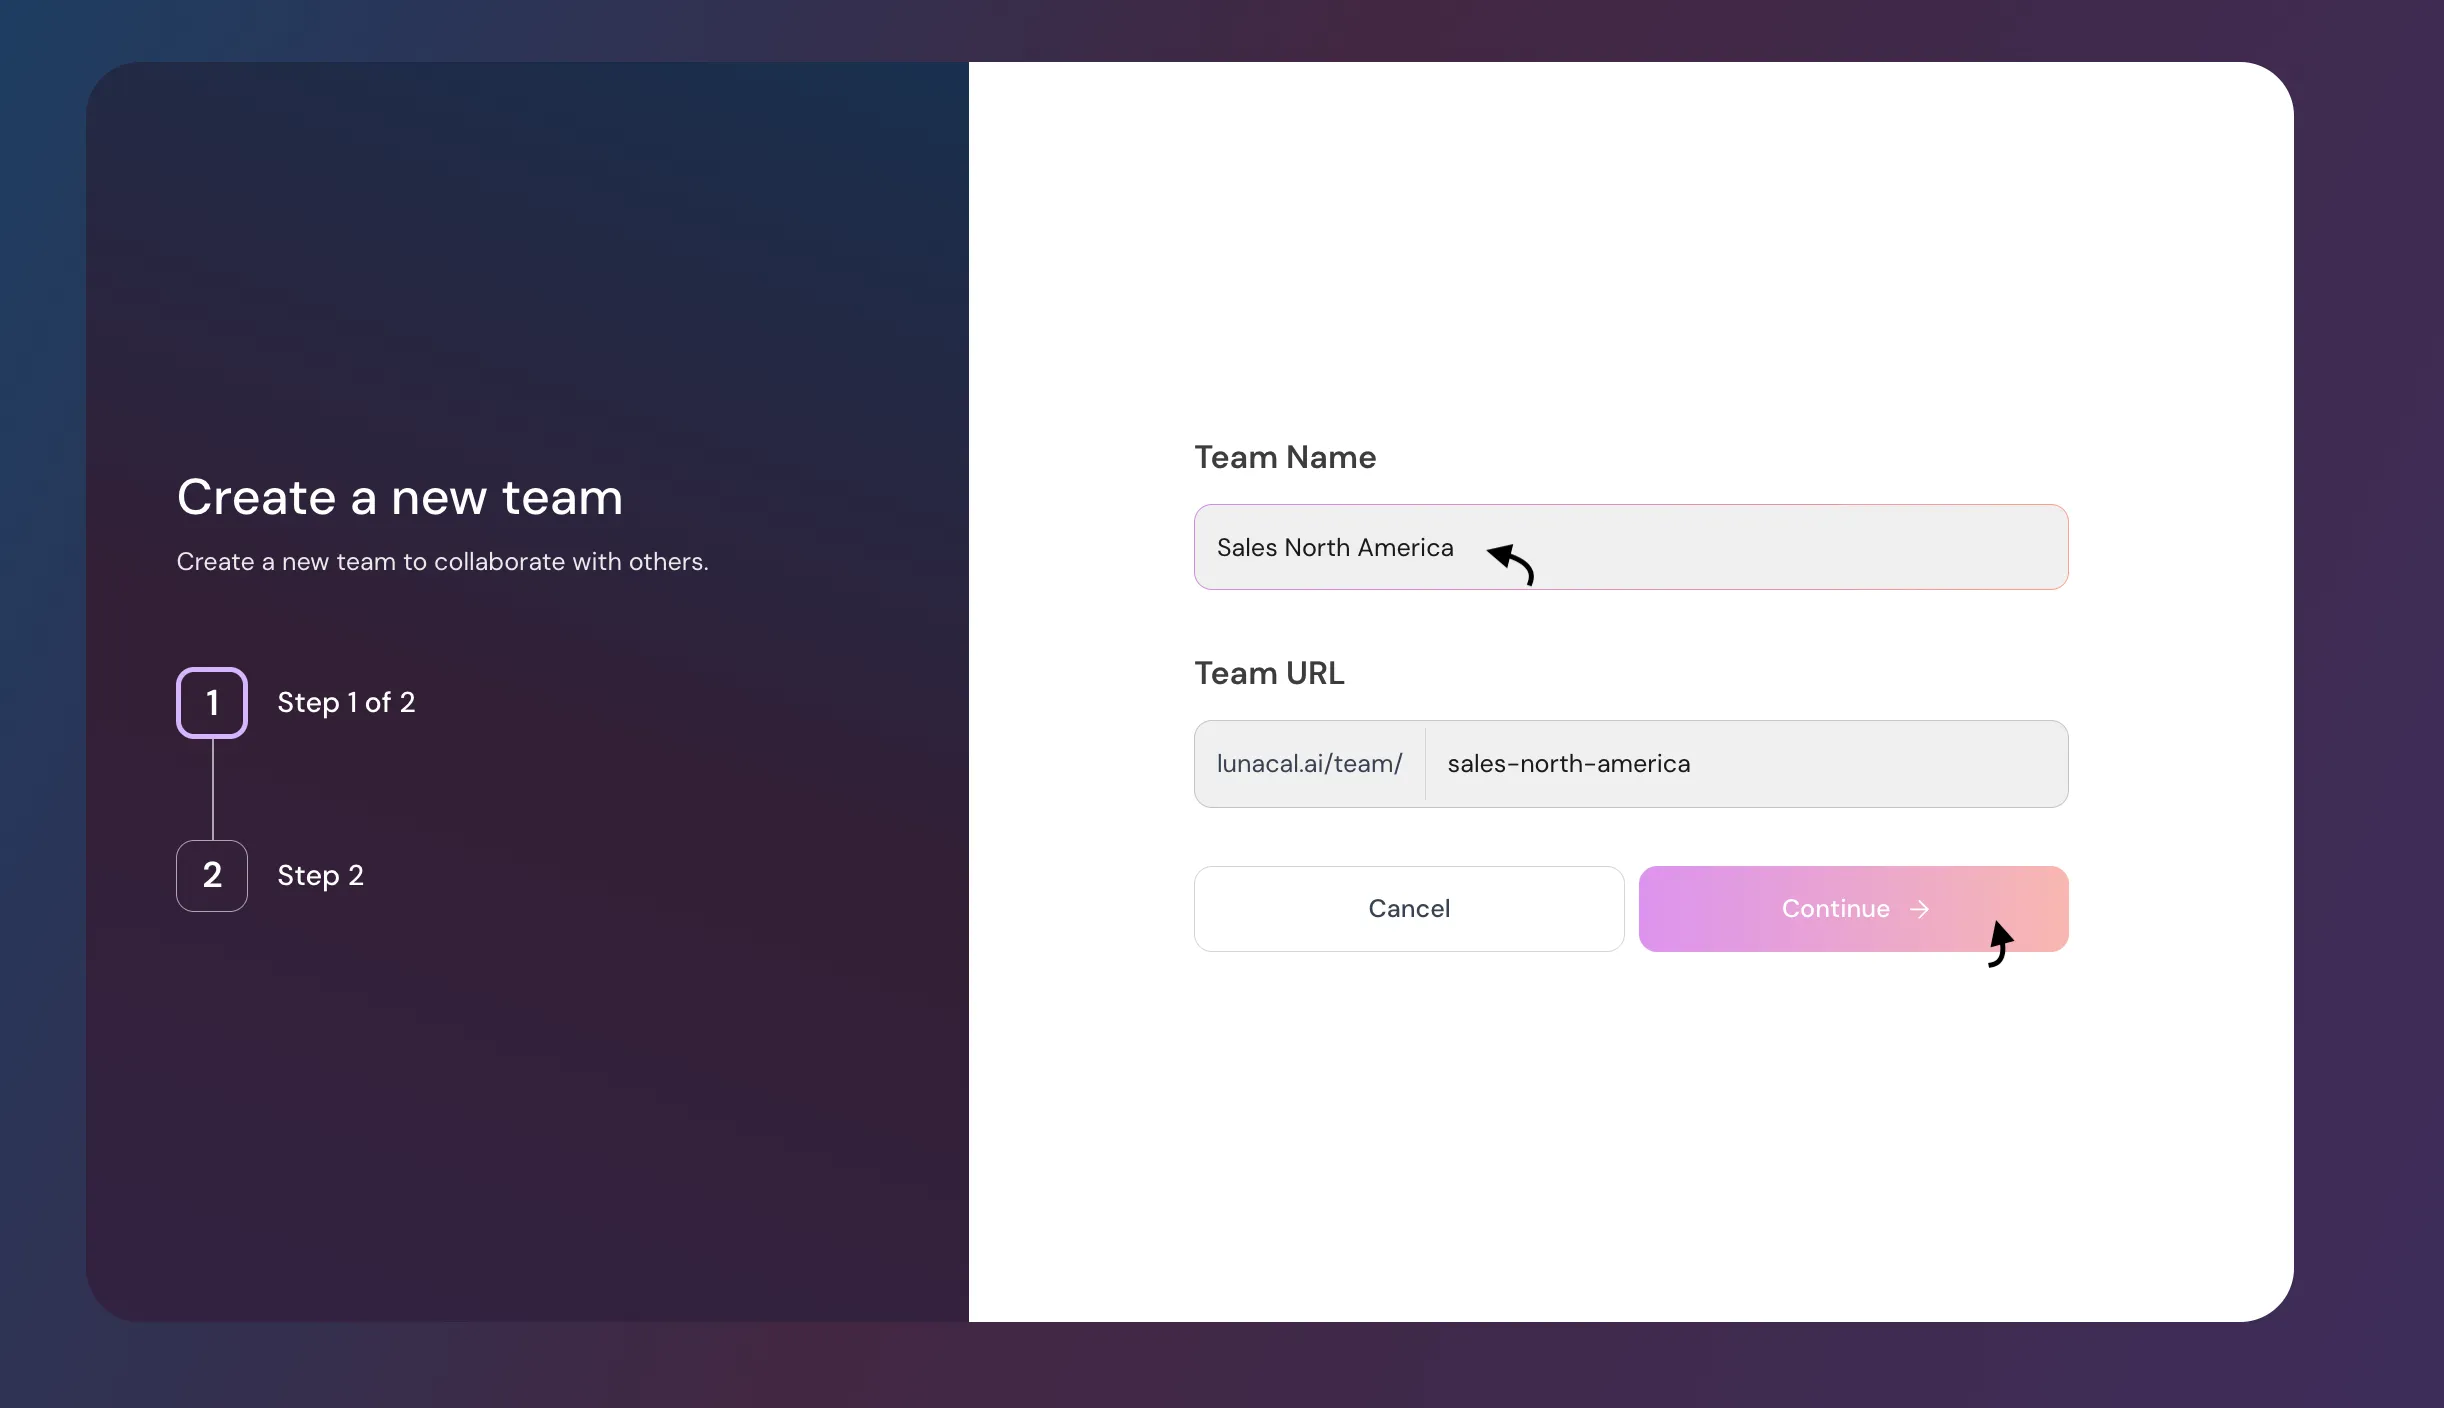 Create a new team
Create a new team to collaborate with others.
1
Step 1 of 2
2
Step 2
Team Name
Sales North America
Team URL
lunacal.ai/team/ sales-north-america
Cancel
Continue →